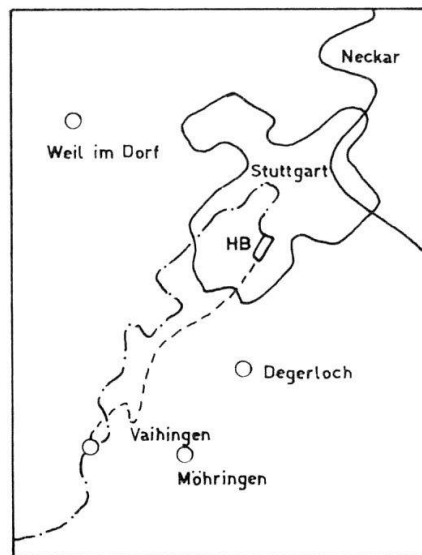 Neckar
Weil im Dorf
Stuttgart
HB
Degerloch
Vaihingen
Möhringen